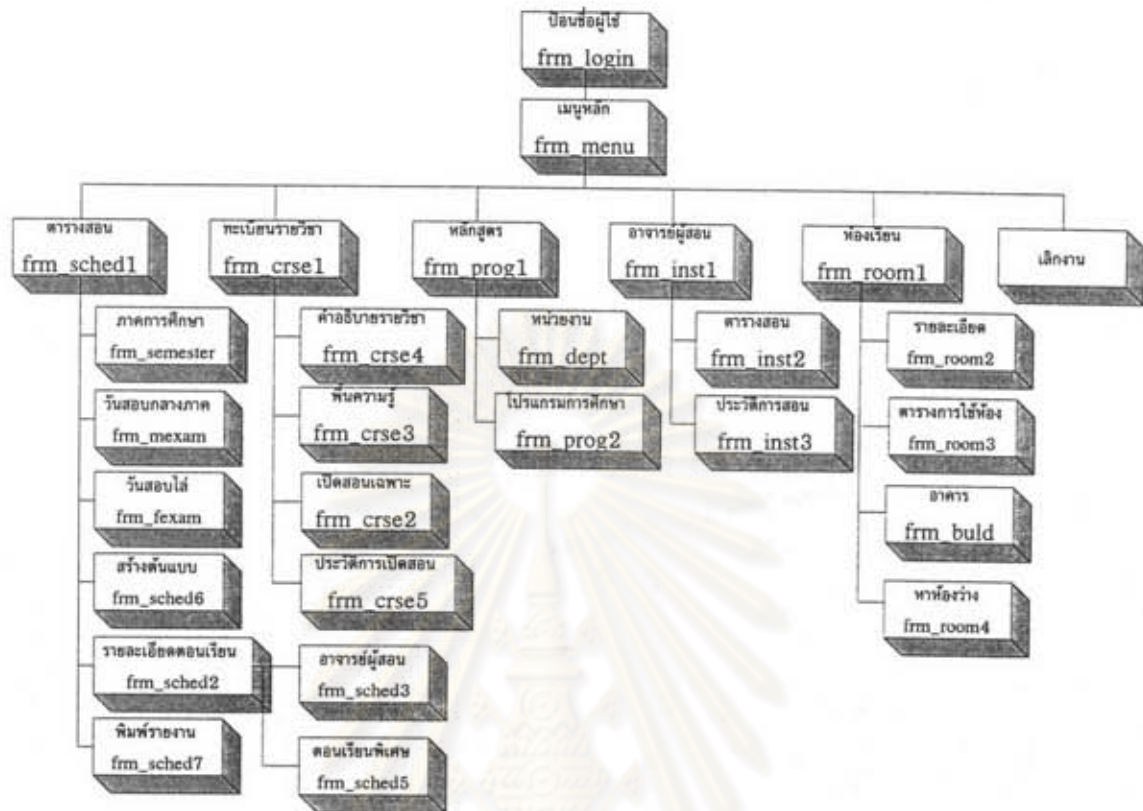 ป้อนชื่อผู้ใช้
frm_login
เมนูหลัก
frm_menu
ตารางสอน
frm_sched1
ทะเบียนรายวิชา
frm_crse1
หลักสูตร
frm_prog1
อาจารย์ผู้สอน
frm_inst1
ห้องเรียน
frm_room1
เลิกงาน
ภาคการศึกษา
frm_semester
วันสอบกลางภาค
frm_mexam
วันสอบไล่
frm_fexam
สร้างต้นแบบ
frm_sched6
รายละเอียดตอนเรียน
frm_sched2
พิมพ์รายงาน
frm_sched7
อาจารย์ผู้สอน
frm_sched3
ตอนเรียนพิเศษ
frm_sched5
คำอธิบายรายวิชา
frm_crse4
พื้นความรู้
frm_crse3
เปิดสอนเฉพาะ
frm_crse2
ประวัติการเปิดสอน
frm_crse5
หน่วยงาน
frm_dept
โปรแกรมการศึกษา
frm_prog2
ตารางสอน
frm_inst2
ประวัติการสอน
frm_inst3
รายละเอียด
frm_room2
ตารางการใช้ห้อง
frm_room3
อาคาร
frm_buld
หาห้องว่าง
frm_room4